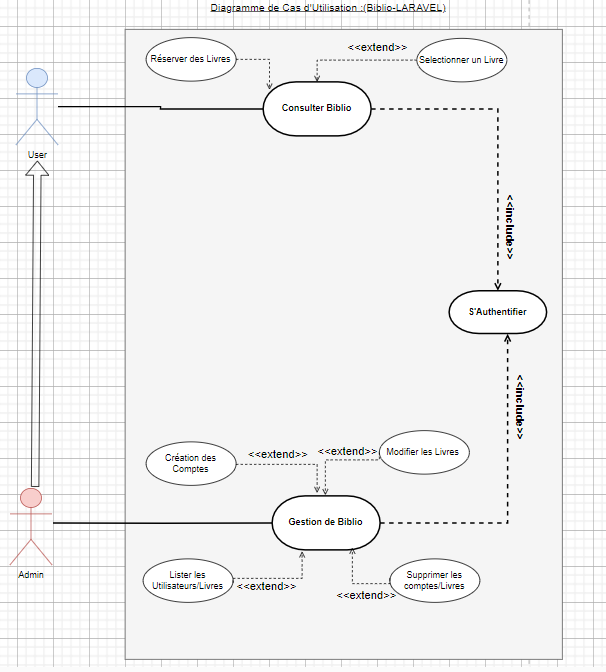 Diagramme de Cas d'Utilisation :(Biblio-LARAVEL)
Réserver des Livres
<<extend>>
Selectionner un Livre
Consulter Biblio
User
<<include>>
S'Authentifier
<<include>>
Création des
Comptes
<<extend>>
<<extend>>
Modifier les Livres
Gestion de Biblio
Admin
Lister les
Utilisateurs/Livres
<<extend>>
<<extend>>
Supprimer les
comptes/Livres